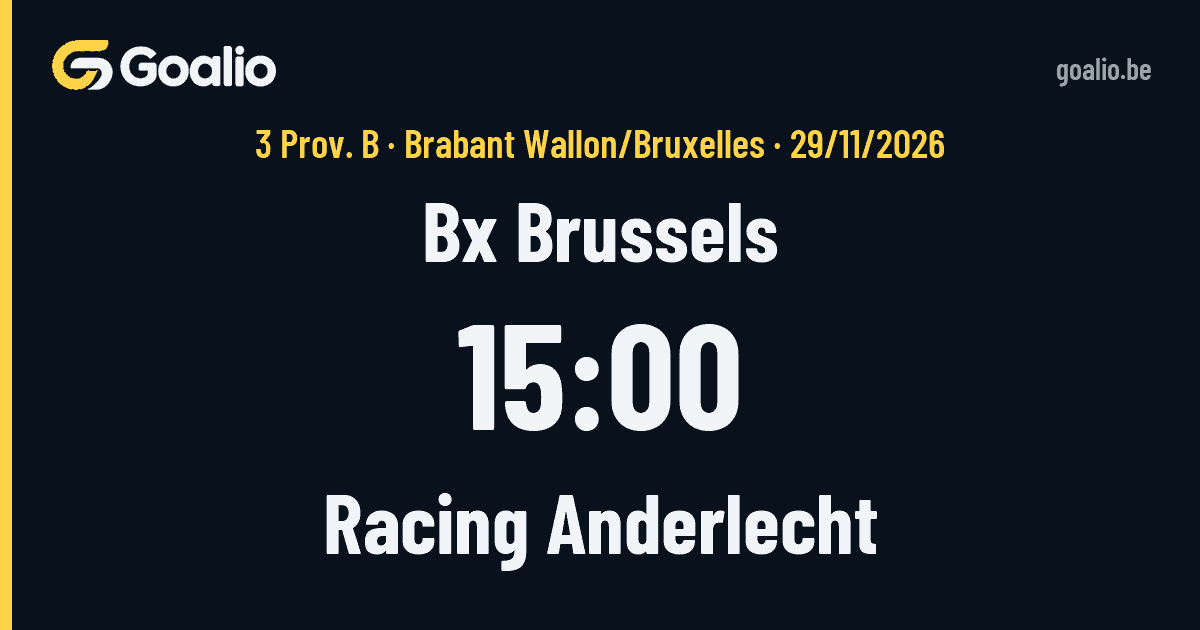 Goalio
goalio.be
3 Prov. B · Brabant Wallon/Bruxelles · 29/11/2026
Bx Brussels
15:00
Racing Anderlecht